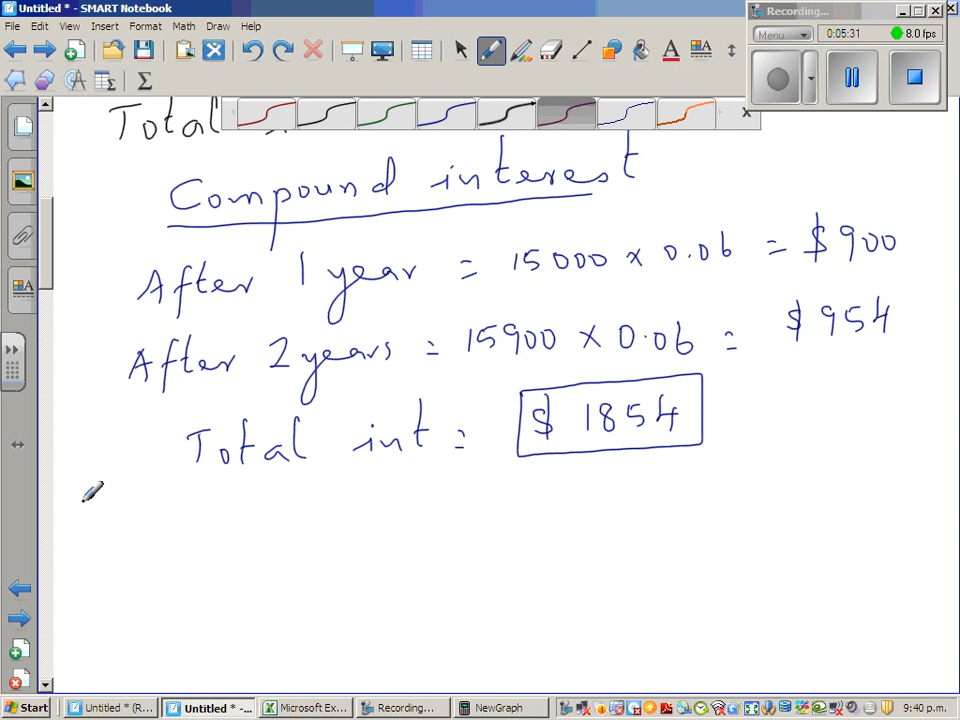 Untitled * - SMART Notebook
File Edit View Insert Format Math Draw Help
Recording...
Menu 0:05:31 8.0 fps
Total
Compound interest
After 1 year = 15000 x 0.06 = $900
After 2 years = 15900 x 0.06 = $954
Total int = $ 1854
Start Untitled * (R... Untitled * -... Microsoft Ex... Recording... NewGraph 9:40 p.m.